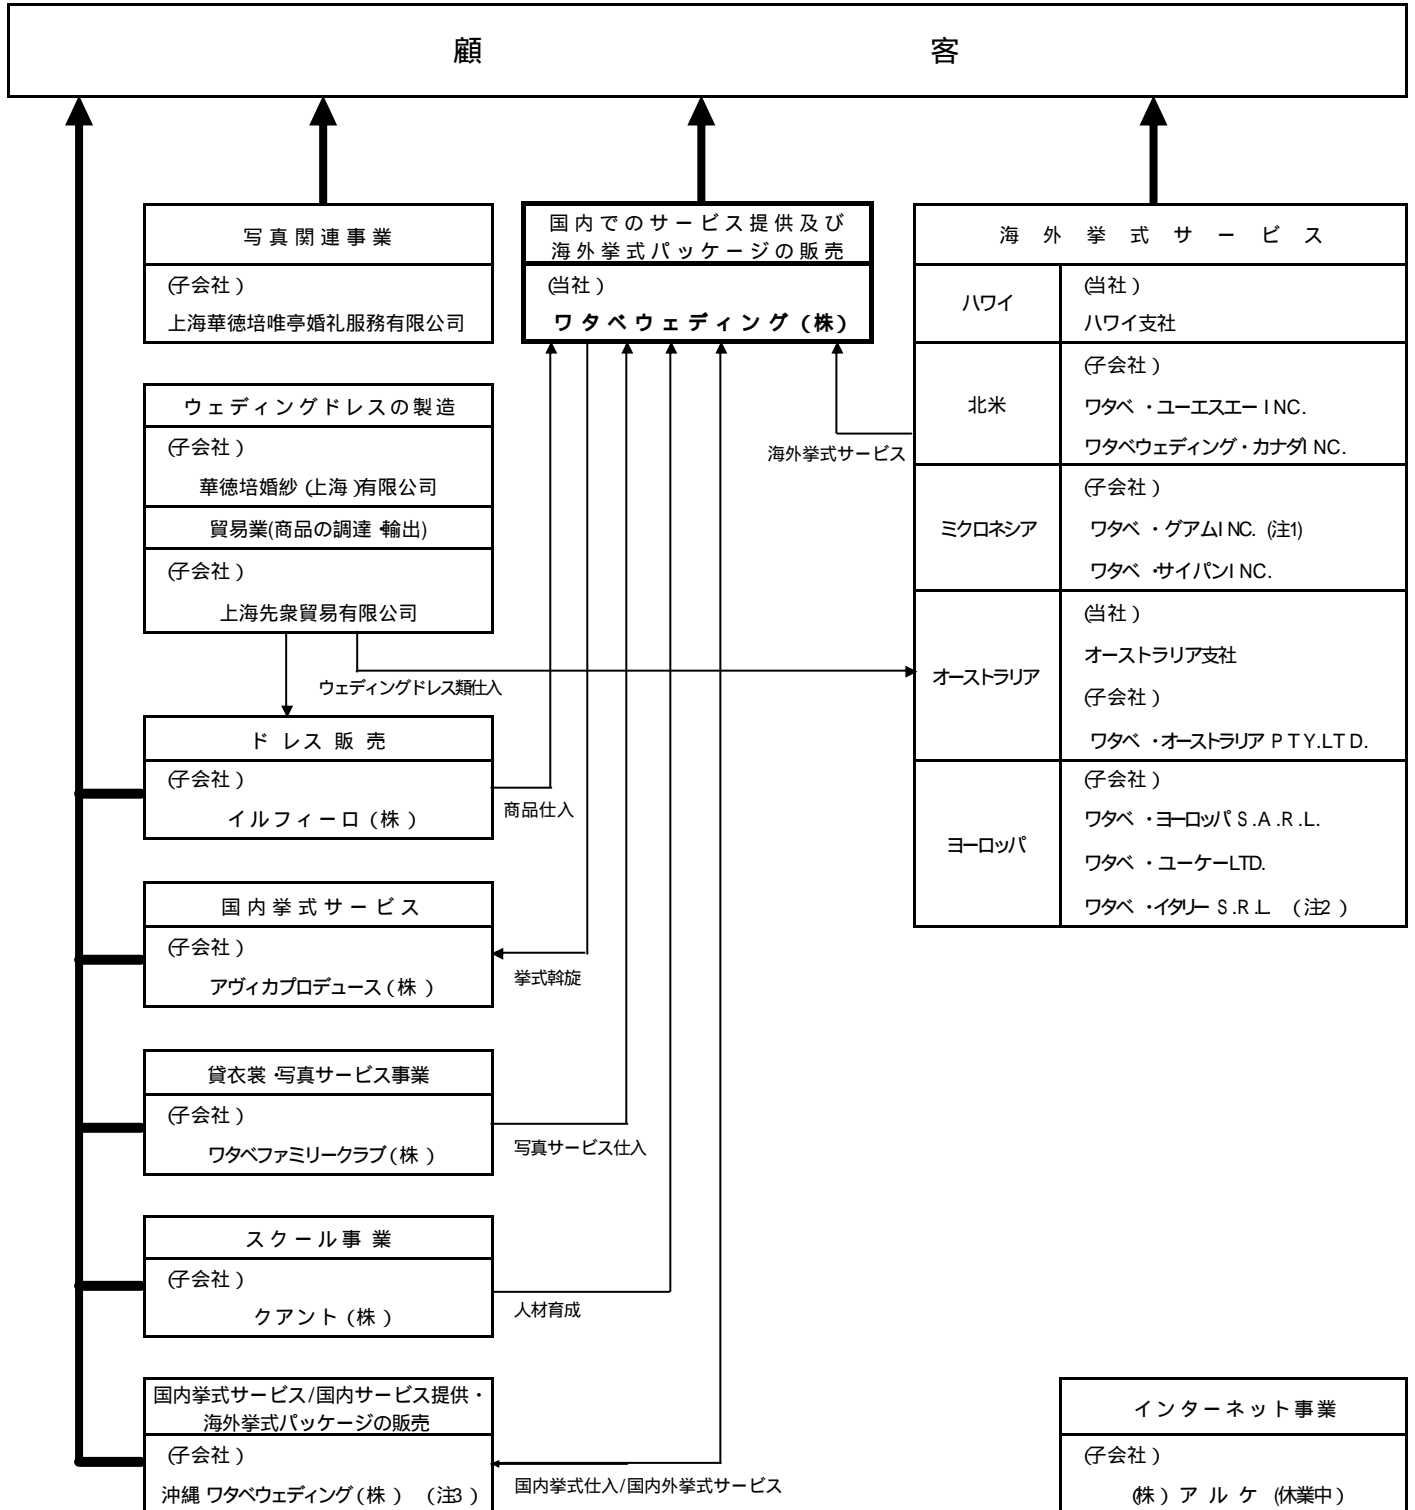 顧客
写真関連事業
(子会社)
上海華徳培唯亭婚礼服務有限公司
国内でのサービス提供及び
海外挙式パッケージの販売
(当社)
ワタベウェディング(株)
海外挙式サービス
ハワイ
(当社)
ハワイ支社
北米
(子会社)
ワタベ・ユーエスエーINC.
ワタベウェディング・カナダINC.
ミクロネシア
(子会社)
ワタベ・グアムINC. (注1)
ワタベ・サイパンINC.
オーストラリア
(当社)
オーストラリア支社
(子会社)
ワタベ・オーストラリア PTY.LTD.
ヨーロッパ
(子会社)
ワタベ・ヨーロッパ S.A.R.L.
ワタベ・ユーケーLTD.
ワタベ・イタリー S.R.L. (注2)
ウェディングドレスの製造
(子会社)
華徳培婚紗(上海)有限公司
貿易業(商品の調達・輸出)
(子会社)
上海先衆貿易有限公司
海外挙式サービス
ウェディングドレス類仕入
ドレス販売
(子会社)
イルフィーロ(株)
商品仕入
国内挙式サービス
(子会社)
アヴィカプロデュース(株)
挙式斡旋
貸衣裳・写真サービス事業
(子会社)
ワタベファミリークラブ(株)
写真サービス仕入
スクール事業
(子会社)
クアント(株)
人材育成
国内挙式サービス/国内サービス提供・
海外挙式パッケージの販売
(子会社)
沖縄ワタベウェディング(株) (注3)
国内挙式仕入/国内外挙式サービス
インターネット事業
(子会社)
(株)アルケ (休業中)